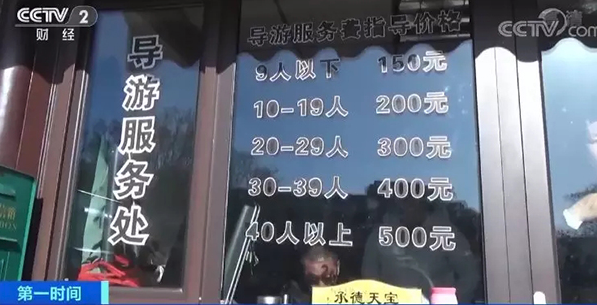 CCTV 2
财经
CCTV
com
导游服务处
导游服务费指导价格
9人以下 150元
10-19人 200元
20-29人 300元
30-39人 400元
40人以上 500元
承德天宝
第一时间